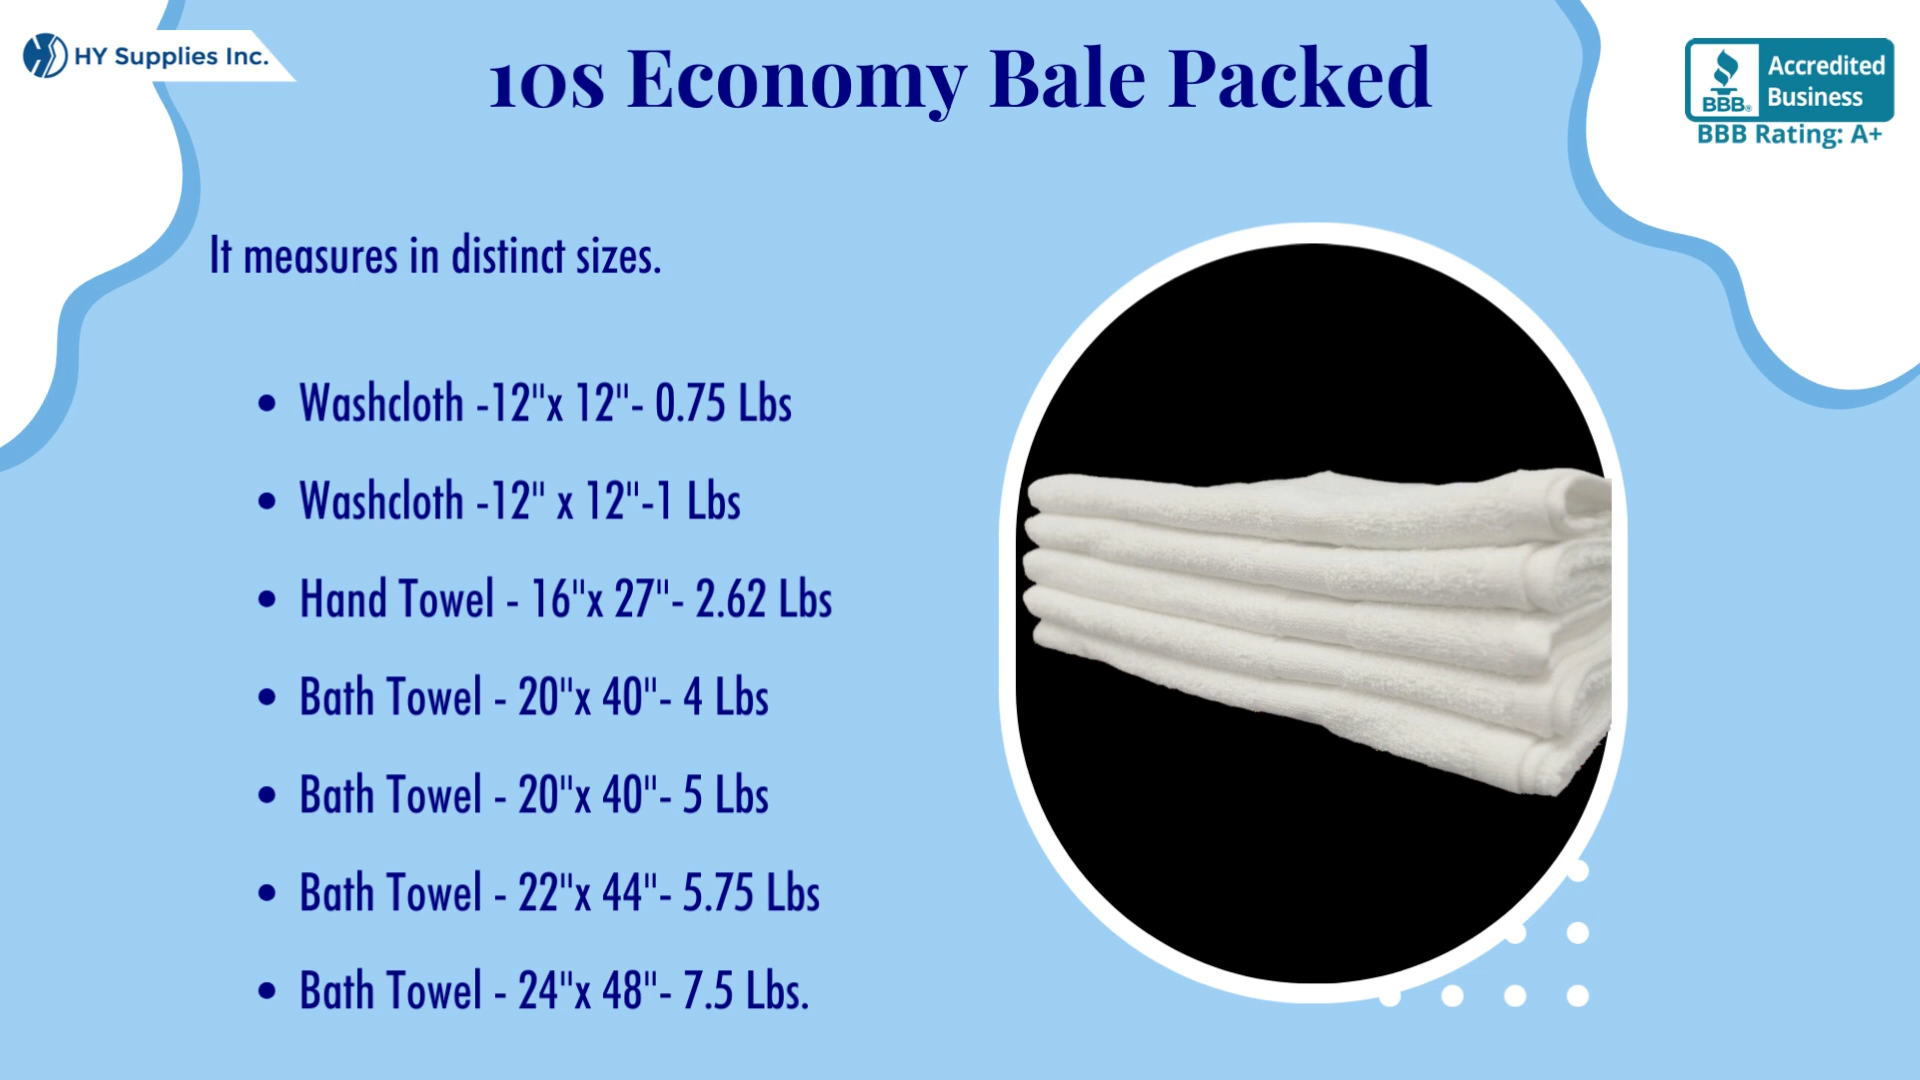 HY Supplies Inc.
10s Economy Bale Packed
BBB®
Accredited
Business
BBB Rating: A+
It measures in distinct sizes.
• Washcloth -12"x 12"- 0.75 Lbs
• Washcloth -12" x 12"-1 Lbs
• Hand Towel - 16"x 27"- 2.62 Lbs
• Bath Towel - 20"x 40"- 4 Lbs
• Bath Towel - 20"x 40"- 5 Lbs
• Bath Towel - 22"x 44"- 5.75 Lbs
• Bath Towel - 24"x 48"- 7.5 Lbs.